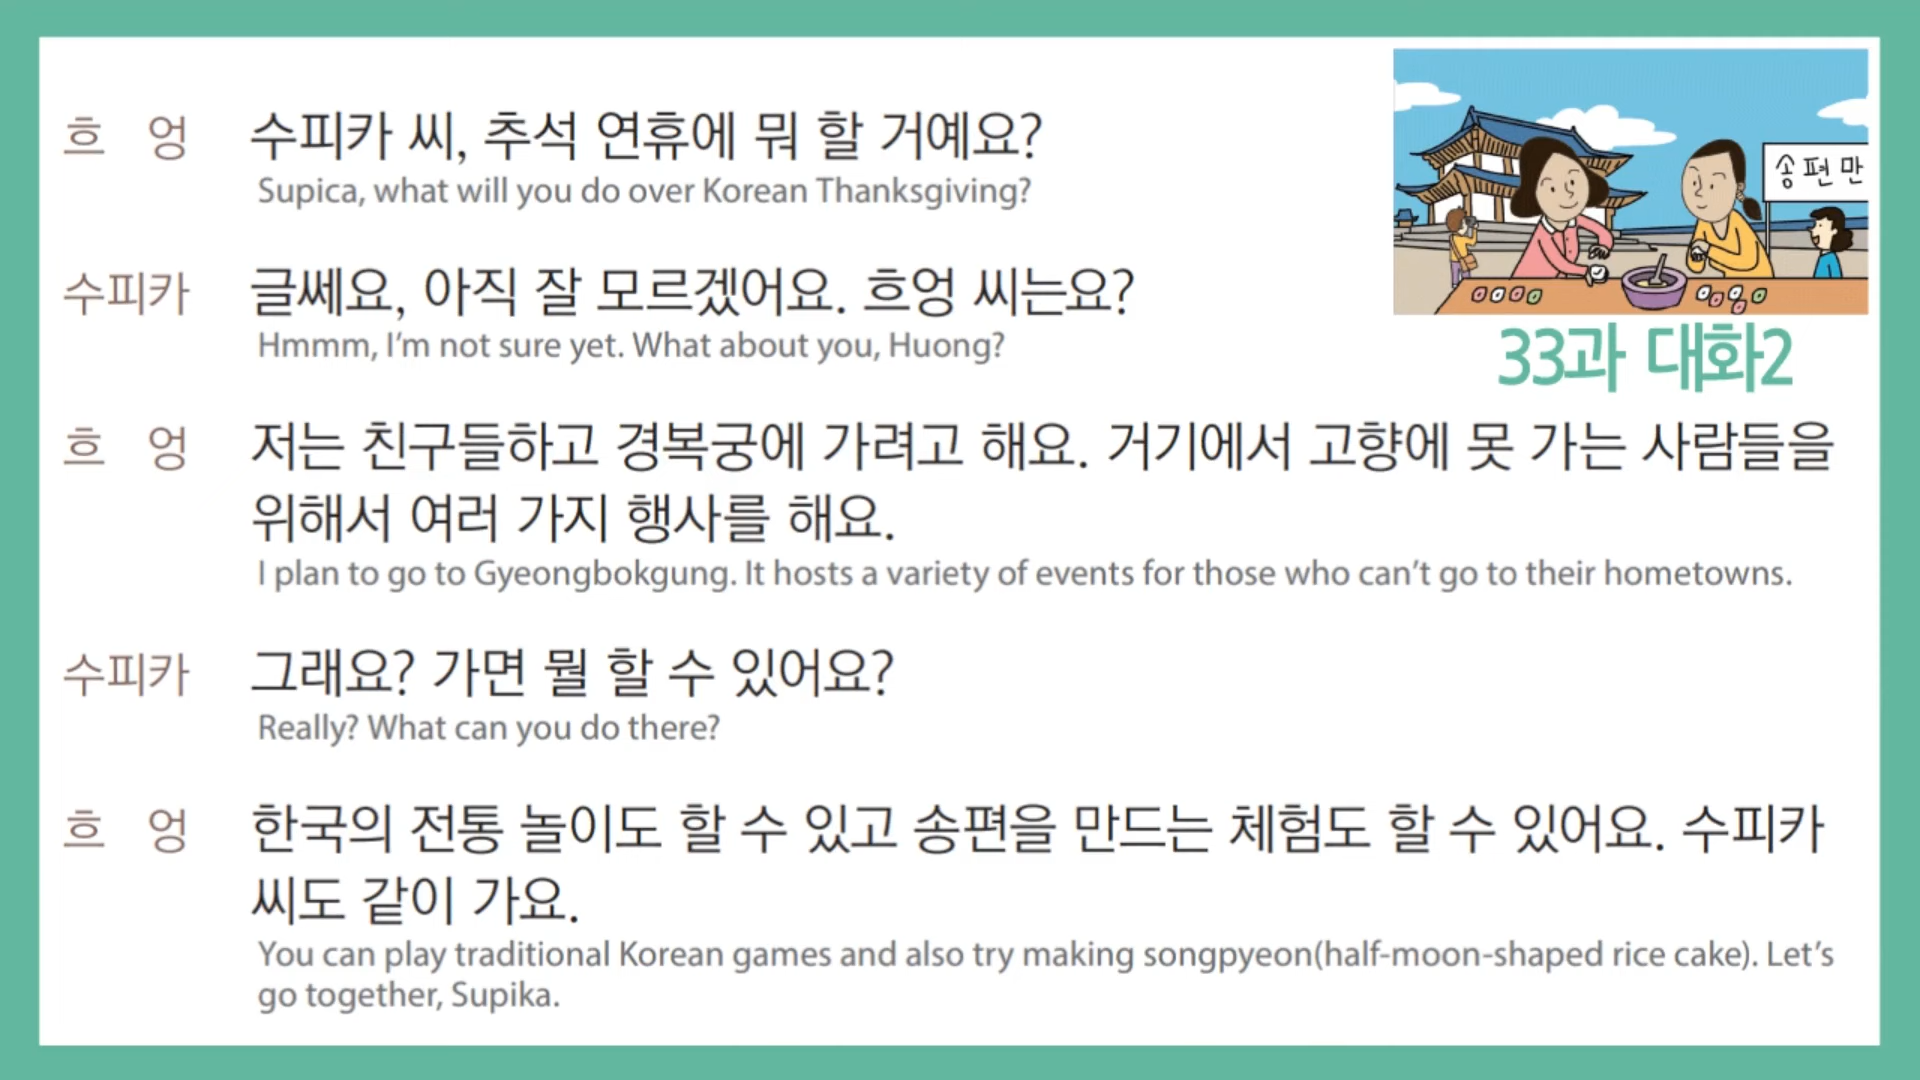 흐 엉 수피카 씨, 추석 연휴에 뭐 할 거예요?
Supica, what will you do over Korean Thanksgiving?
송편만
수피카 글쎄요, 아직 잘 모르겠어요. 흐엉 씨는요?
Hmmm, I'm not sure yet. What about you, Huong?
33과 대화2
흐 엉 저는 친구들하고 경복궁에 가려고 해요. 거기에서 고향에 못 가는 사람들을
위해서 여러 가지 행사를 해요.
I plan to go to Gyeongbokgung. It hosts a variety of events for those who can't go to their hometowns.
수피카 그래요? 가면 뭘 할 수 있어요?
Really? What can you do there?
흐 엉 한국의 전통 놀이도 할 수 있고 송편을 만드는 체험도 할 수 있어요. 수피카
씨도 같이 가요.
You can play traditional Korean games and also try making songpyeon(half-moon-shaped rice cake). Let's
go together, Supika.